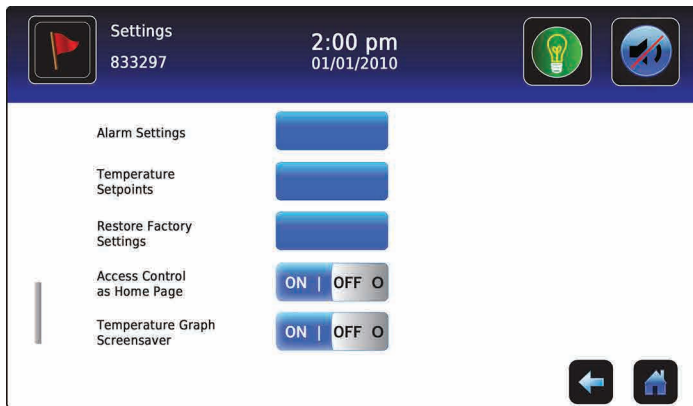 Settings
833297
2:00 pm
01/01/2010
Alarm Settings
Temperature
Setpoints
Restore Factory
Settings
Access Control
as Home Page
ON | OFF O
Temperature Graph
Screensaver
ON | OFF O